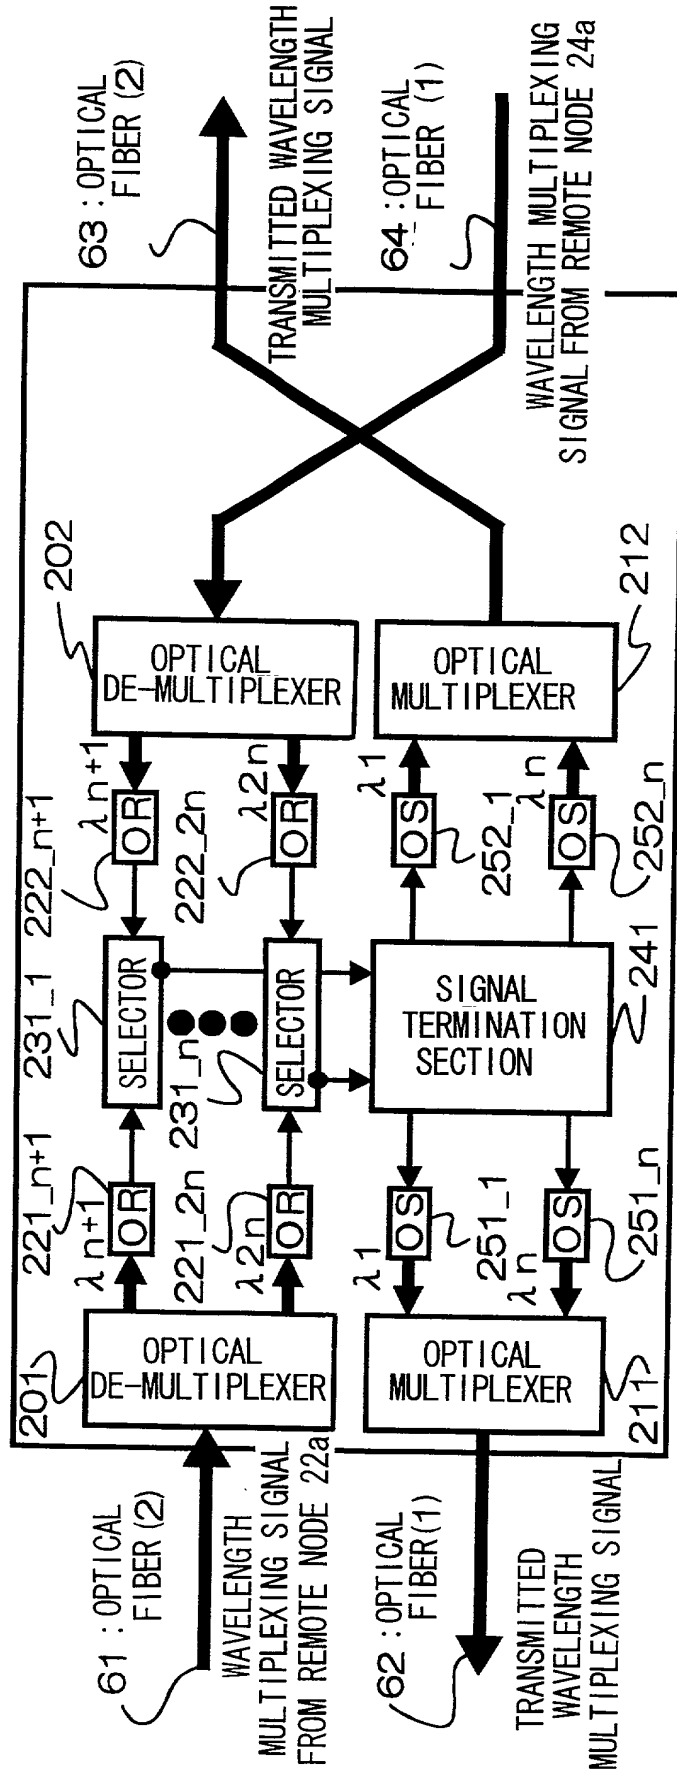 61 : OPTICAL
FIBER (2)
WAVELENGTH
MULTIPLEXING SIGNAL
FROM REMOTE NODE 22a
62 : OPTICAL
FIBER(1)
TRANSMITTED
WAVELENGTH
MULTIPLEXING SIGNAL
201
OPTICAL
DE-MULTIPLEXER
OPTICAL
MULTIPLEXER
211
221_n+1
λn+1
OR
221_2n
λ2n
OR
λ1
OS
251_1
λn
OS
251_n
231_1
SELECTOR
231_n
SELECTOR
SIGNAL
TERMINATION
SECTION
241
222_n+1
λn+1
OR
222_2n
λ2n
OR
λ1
OS
252_1
λn
OS
252_n
202
OPTICAL
DE-MULTIPLEXER
OPTICAL
MULTIPLEXER
212
63 : OPTICAL
FIBER (2)
TRANSMITTED WAVELENGTH
MULTIPLEXING SIGNAL
64 : OPTICAL
FIBER (1)
WAVELENGTH MULTIPLEXING
SIGNAL FROM REMOTE NODE 24a